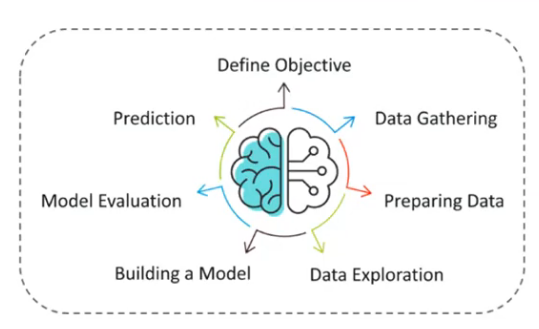 Define Objective
Data Gathering
Preparing Data
Data Exploration
Building a Model
Model Evaluation
Prediction